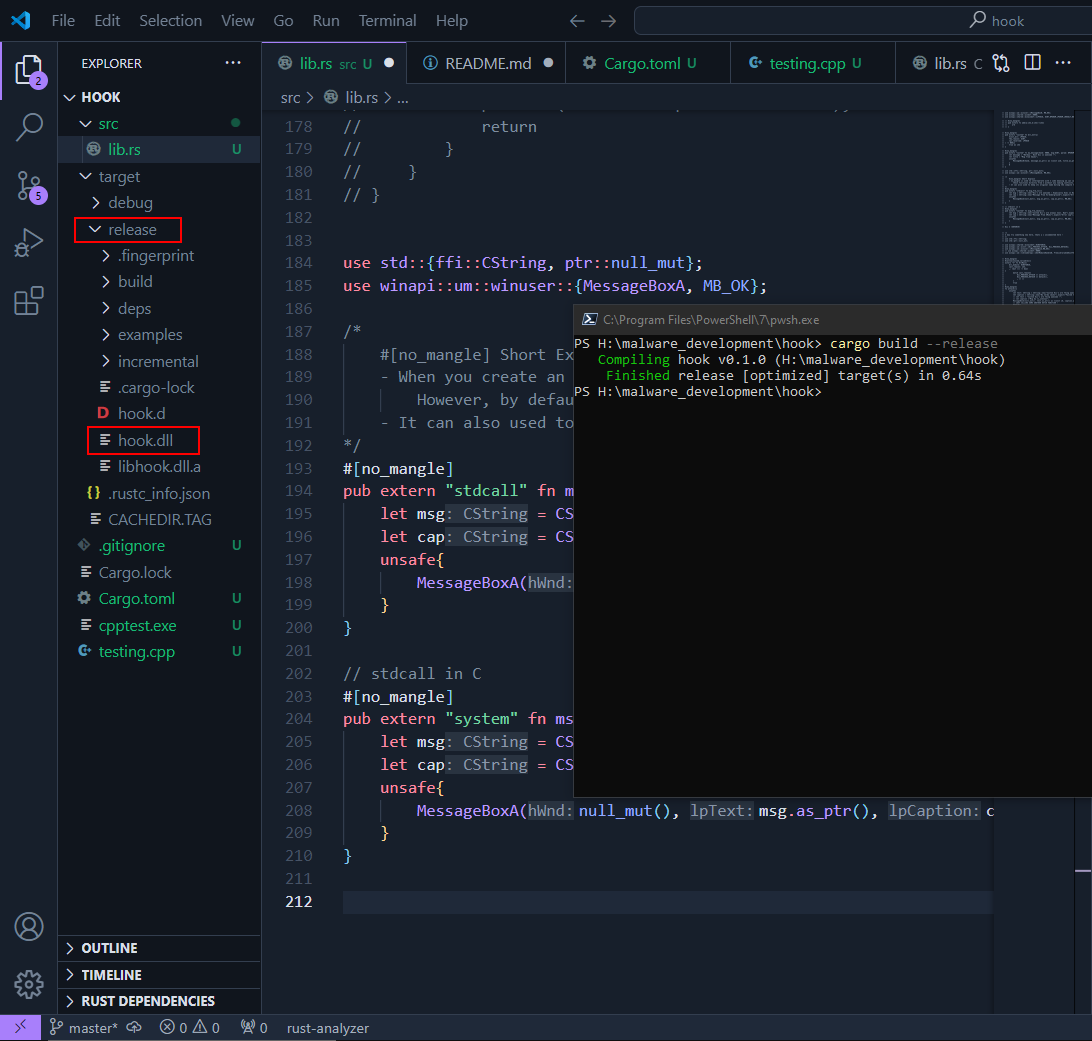 File Edit Selection View Go Run Terminal Help hook
EXPLORER
lib.rs src U
README.md
Cargo.toml U
testing.cpp U
lib.rs C
HOOK
src
lib.rs U
target
debug
release
.fingerprint
build
deps
examples
incremental
.cargo-lock
hook.d
hook.dll
libhook.dll.a
.rustc_info.json
CACHEDIR.TAG
.gitignore U
Cargo.lock
Cargo.toml U
cpptest.exe U
testing.cpp U
OUTLINE
TIMELINE
RUST DEPENDENCIES
2
5
src > lib.rs > ...
178 // return
179 // }
180 // }
181 // }
182
183
184 use std::{ffi::CString, ptr::null_mut};
185 use winapi::um::winuser::{MessageBoxA, MB_OK};
186
187 /*
188 #[no_mangle] Short Ex
189 - When you create an
190 However, by defau
191 - It can also used to
192 */
193 #[no_mangle]
194 pub extern "stdcall" fn m
195 let msg: CString = CS
196 let cap: CString = CS
197 unsafe{
198 MessageBoxA(hWnd:
199 }
200 }
201
202 // stdcall in C
203 #[no_mangle]
204 pub extern "system" fn ms
205 let msg: CString = CS
206 let cap: CString = CS
207 unsafe{
208 MessageBoxA(hWnd: null_mut(), lpText: msg.as_ptr(), lpCaption: c
209 }
210 }
211
212
C:\Program Files\PowerShell\7\pwsh.exe
PS H:\malware_development\hook> cargo build --release
Compiling hook v0.1.0 (H:\malware_development\hook)
Finished release [optimized] target(s) in 0.64s
PS H:\malware_development\hook>
master* 0 0 0 rust-analyzer